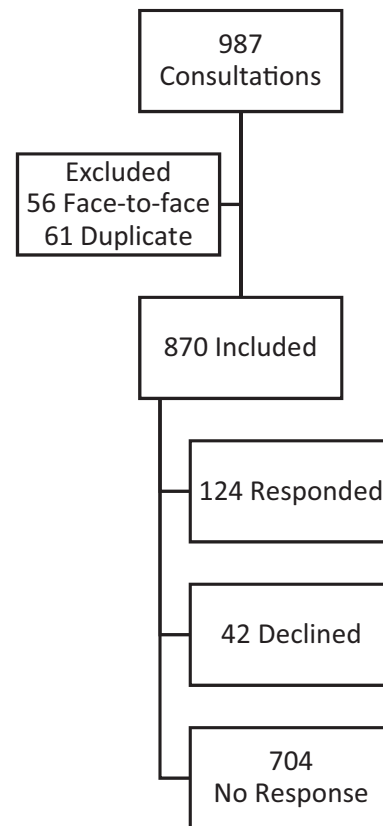 987
Consultations
Excluded
56 Face-to-face
61 Duplicate
870 Included
124 Responded
42 Declined
704
No Response